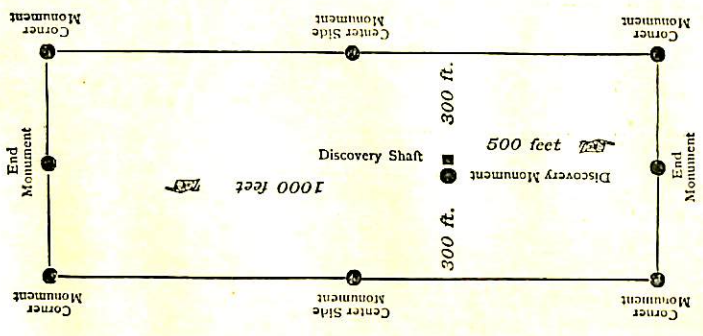 Corner
Monument
Center Side
Monument
Corner
Monument
300 ft.
500 feet
End
Monument
Discovery Shaft
Discovery Monument
End
Monument
1000 feet
300 ft.
Corner
Monument
Center Side
Monument
Corner
Monument